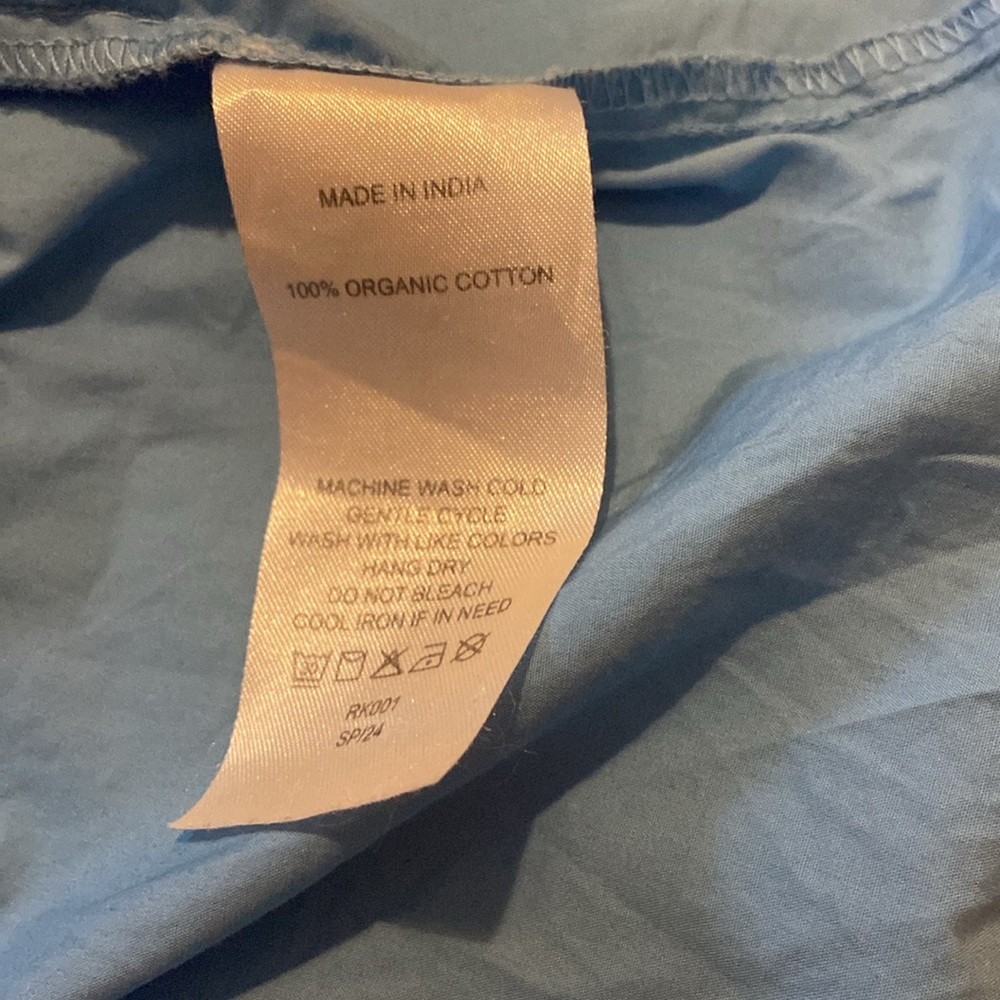 MADE IN INDIA
100% ORGANIC COTTON
MACHINE WASH COLD
GENTLE CYCLE
WASH WITH LIKE COLORS
HANG DRY
DO NOT BLEACH
COOL IRON IF IN NEED
30
RK001
SP/24